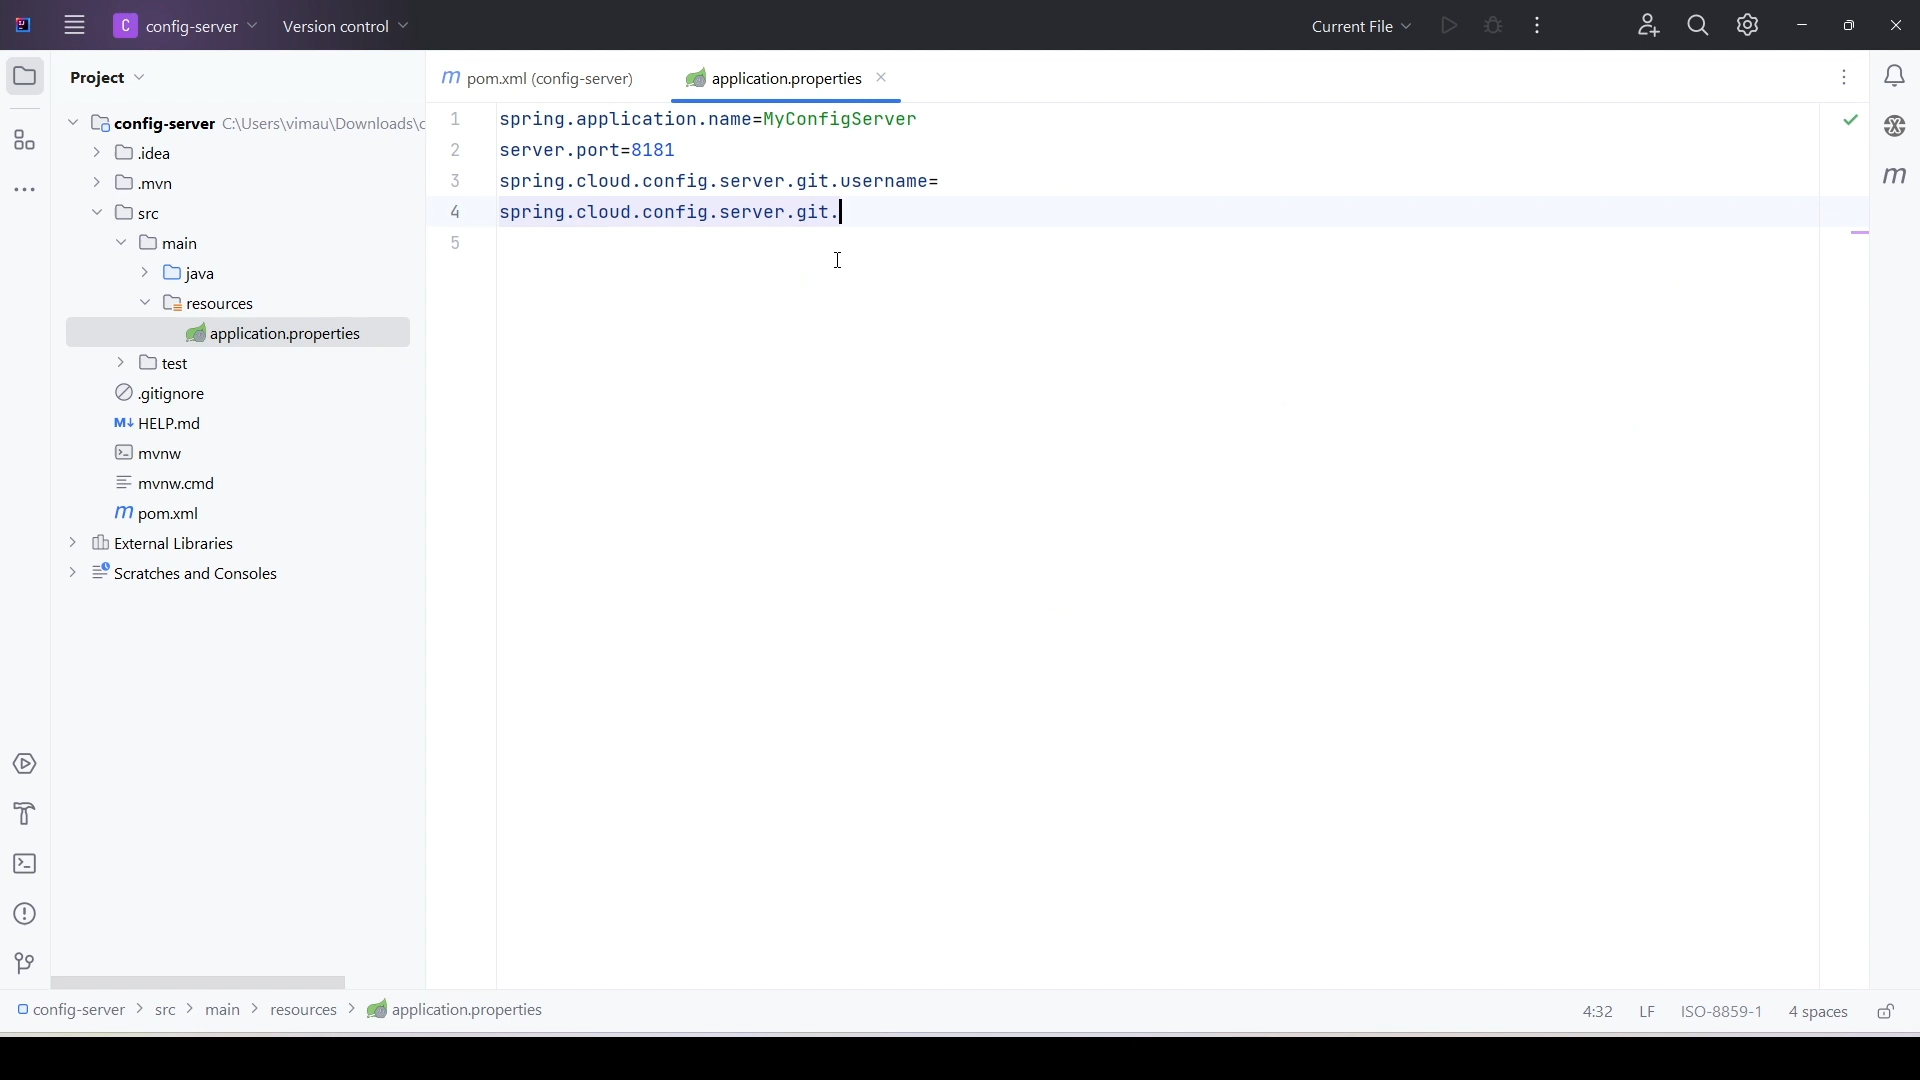 C config-server Version control Current File
Project
pom.xml (config-server) application.properties
config-server C:\Users\vimau\Downloads\c
.idea
.mvn
src
main
java
resources
application.properties
test
.gitignore
HELP.md
mvnw
mvnw.cmd
pom.xml
External Libraries
Scratches and Consoles
1 spring.application.name=MyConfigServer
2 server.port=8181
3 spring.cloud.config.server.git.username=
4 spring.cloud.config.server.git.
5
config-server > src > main > resources > application.properties 4:32 LF ISO-8859-1 4 spaces